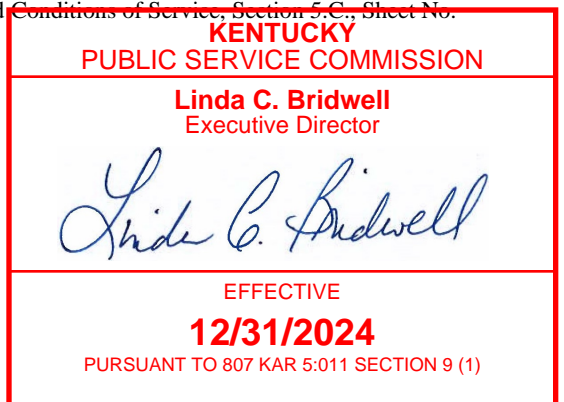 Conditions of Service, Section 5.C., Sheet No.
KENTUCKY
PUBLIC SERVICE COMMISSION
Linda C. Bridwell
Executive Director
Linda C. Bridwell
EFFECTIVE
12/31/2024
PURSUANT TO 807 KAR 5:011 SECTION 9 (1)